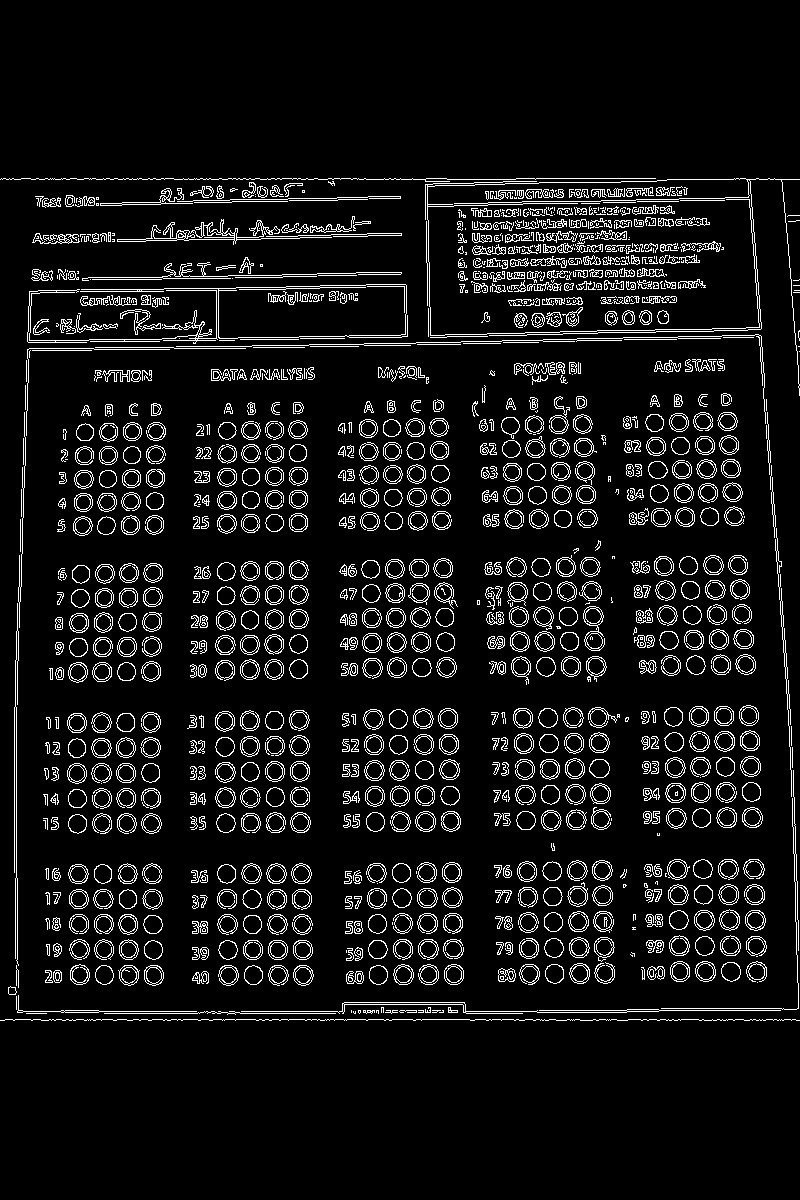 Test Date: 23-08-2025.
Assessment: Monthly Assessment
Set No: SET-A.
Candidate Sign:
Invigilator Sign:
INSTRUCTIONS FOR FILLING THE SHEET
1. This sheet should not be folded or crushed.
2. Use only blue/black ball point pen to fill the circles.
3. Use of pencil is strictly prohibited.
4. Circles should be darkened completely and properly.
5. Cutting and erasing on this sheet is not allowed.
6. Do not use any stray marks on the sheet.
7. Do not use marker or white fluid to hide the mark.
WRONG METHODS CORRECT METHOD
PYTHON DATA ANALYSIS MySQL POWER BI Adv STATS
A B C D A B C D A B C D A B C D A B C D
1 21 41 61 81
2 22 42 62 82
3 23 43 63 83
4 24 44 64 84
5 25 45 65 85
6 26 46 66 86
7 27 47 67 87
8 28 48 68 88
9 29 49 69 89
10 30 50 70 90
11 31 51 71 91
12 32 52 72 92
13 33 53 73 93
14 34 54 74 94
15 35 55 75 95
16 36 56 76 96
17 37 57 77 97
18 38 58 78 98
19 39 59 79 99
20 40 60 80 100